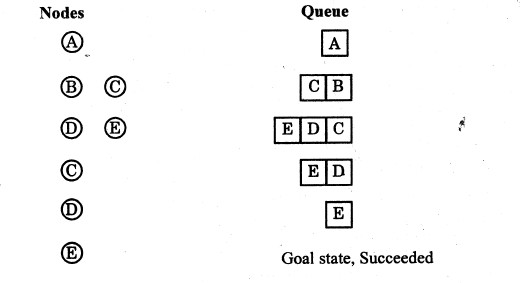 Nodes Queue
A A
B C C B
D E E D C
C E D
D E
E Goal state, Succeeded